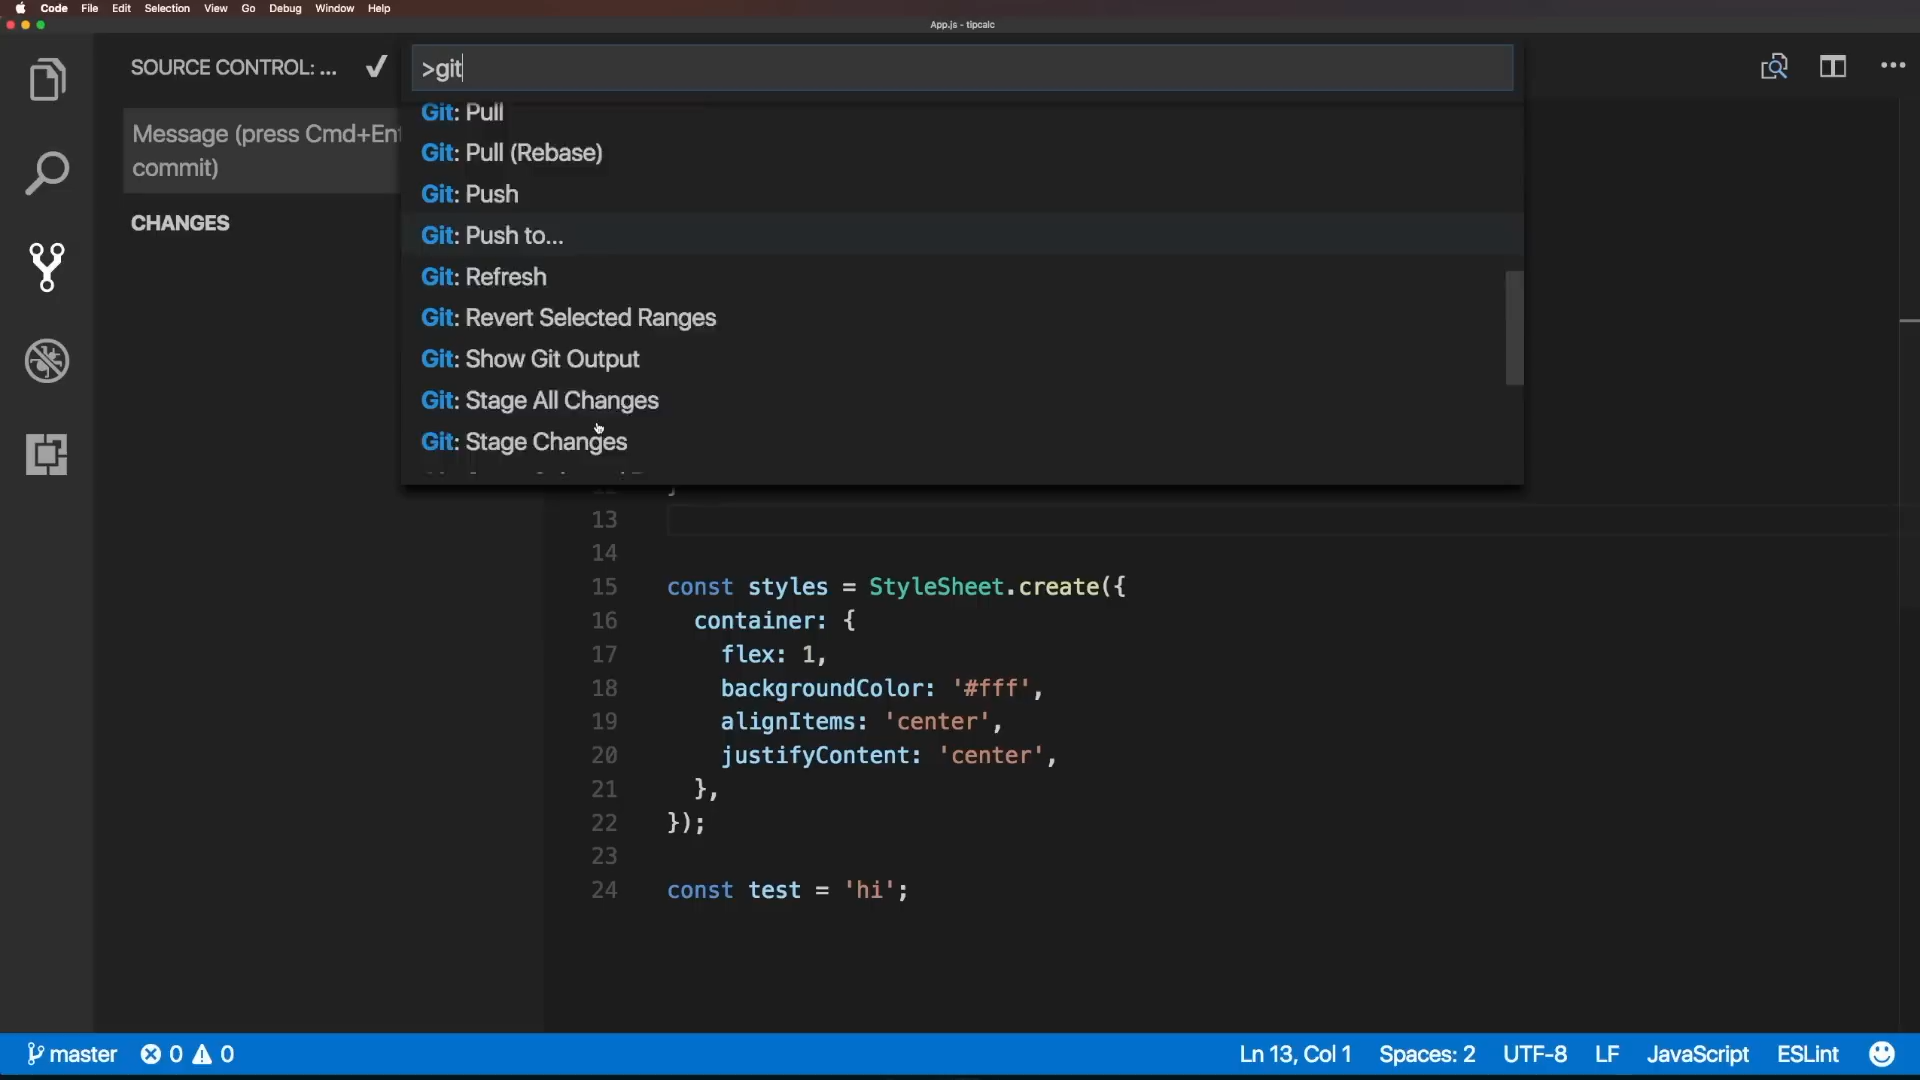 Code File Edit Selection View Go Debug Window Help
App.js - tipcalc
SOURCE CONTROL: ...
>git
Message (press Cmd+Ent
commit)
CHANGES
Git: Pull
Git: Pull (Rebase)
Git: Push
Git: Push to...
Git: Refresh
Git: Revert Selected Ranges
Git: Show Git Output
Git: Stage All Changes
Git: Stage Changes
12 }
13
14
15 const styles = StyleSheet.create({
16 container: {
17 flex: 1,
18 backgroundColor: '#fff',
19 alignItems: 'center',
20 justifyContent: 'center',
21 },
22 });
23
24 const test = 'hi';
master 0 0 Ln 13, Col 1 Spaces: 2 UTF-8 LF JavaScript ESLint